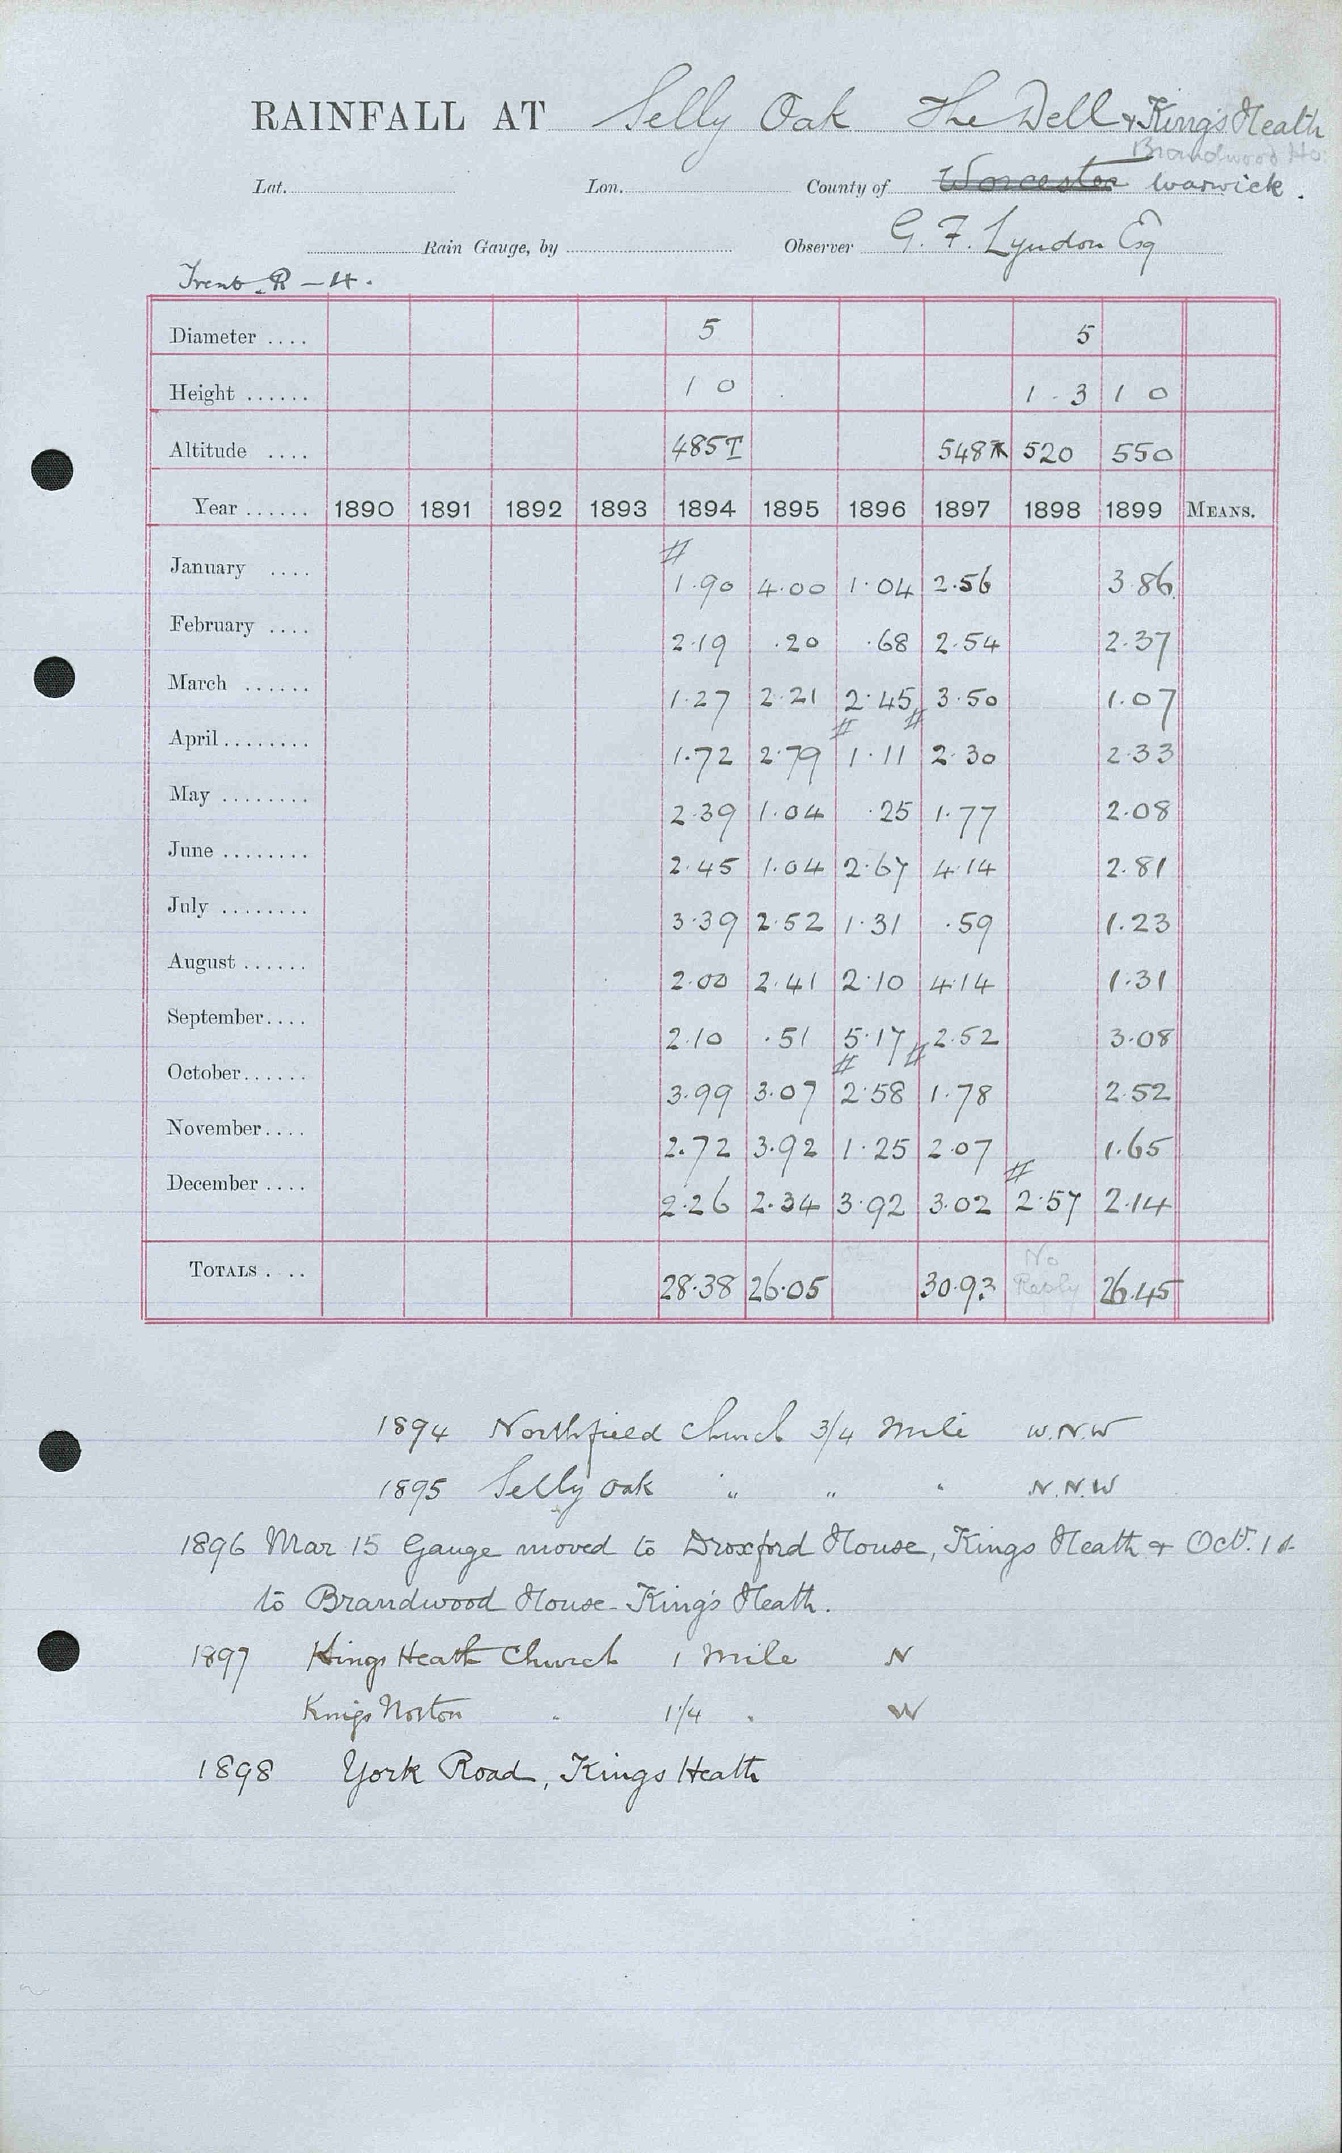 RAINFALL AT Selly Oak The Dell & King's Heath
Brandwood Ho.
Lat. Lon. County of Worcester Warwick.
Rain Gauge, by Observer G. F. Lyndon Esq
Trent R - 4.
Diameter .... 5 5
Height ...... 1 0 1 - 3 1 0
Altitude .... 485T 548 520 550
Year ...... 1890 1891 1892 1893 1894 1895 1896 1897 1898 1899 MEANS.
January .... # 1.90 4.00 1.04 2.56 3.86
February .... 2.19 .20 .68 2.54 2.37
March ...... 1.27 2.21 2.45 3.50 1.07
April ........ 1.72 2.79 # 1.11 # 2.30 2.33
May ........ 2.39 1.04 .25 1.77 2.08
June ........ 2.45 1.04 2.67 4.14 2.81
July ........ 3.39 2.52 1.31 .59 1.23
August ...... 2.00 2.41 2.10 4.14 1.31
September .... 2.10 .51 5.17 2.52 3.08
October ...... 3.99 3.07 # 2.58 # 1.78 2.52
November .... 2.72 3.92 1.25 2.07 1.65
December .... 2.26 2.34 3.92 3.02 # 2.57 2.14
TOTALS . .. 28.38 26.05 30.93 No Reply 26.45
1894 Northfield Church 3/4 Mile W.N.W
1895 Selly Oak " " " N.N.W
1896 Mar 15 Gauge moved to Droxford House, Kings Heath & Oct. 1st
to Brandwood House - King's Heath.
1897 Kings Heath Church 1 Mile N
Kings Norton " 1 1/4 " W
1898 York Road, Kings Heath